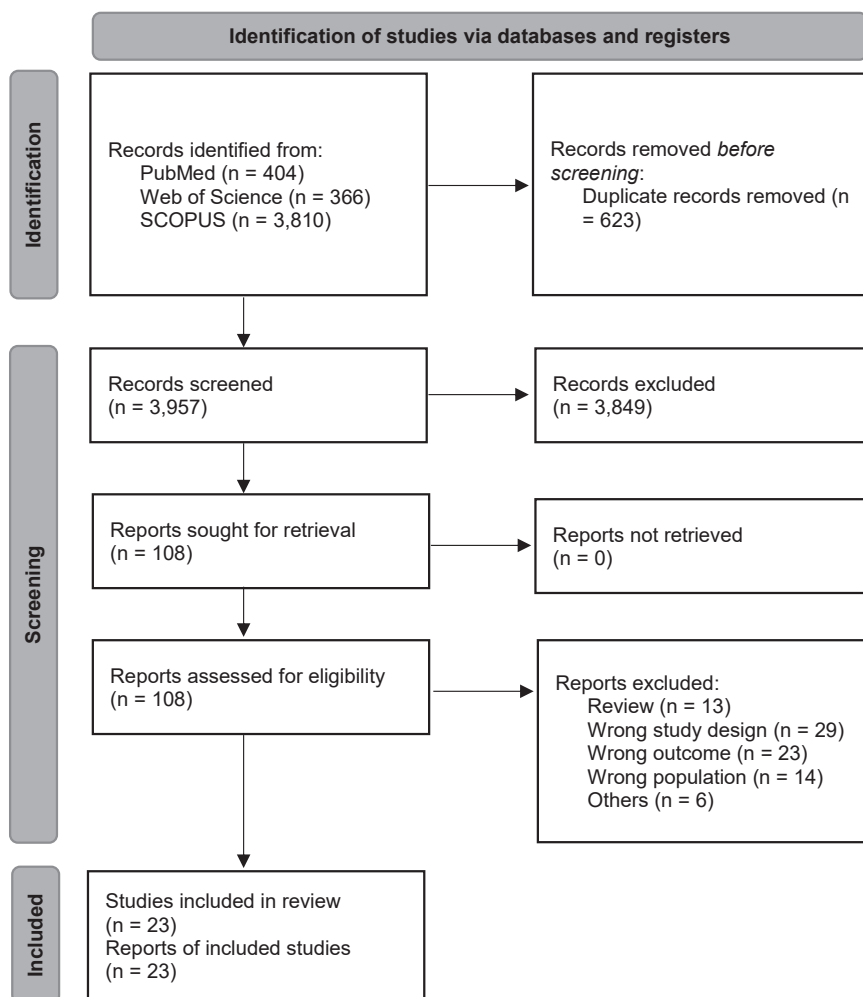 Identification of studies via databases and registers
Identification
Records identified from:
PubMed (n = 404)
Web of Science (n = 366)
SCOPUS (n = 3,810)
Records removed before
screening:
Duplicate records removed (n
= 623)
Screening
Records screened
(n = 3,957)
Records excluded
(n = 3,849)
Reports sought for retrieval
(n = 108)
Reports not retrieved
(n = 0)
Reports assessed for eligibility
(n = 108)
Reports excluded:
Review (n = 13)
Wrong study design (n = 29)
Wrong outcome (n = 23)
Wrong population (n = 14)
Others (n = 6)
Included
Studies included in review
(n = 23)
Reports of included studies
(n = 23)